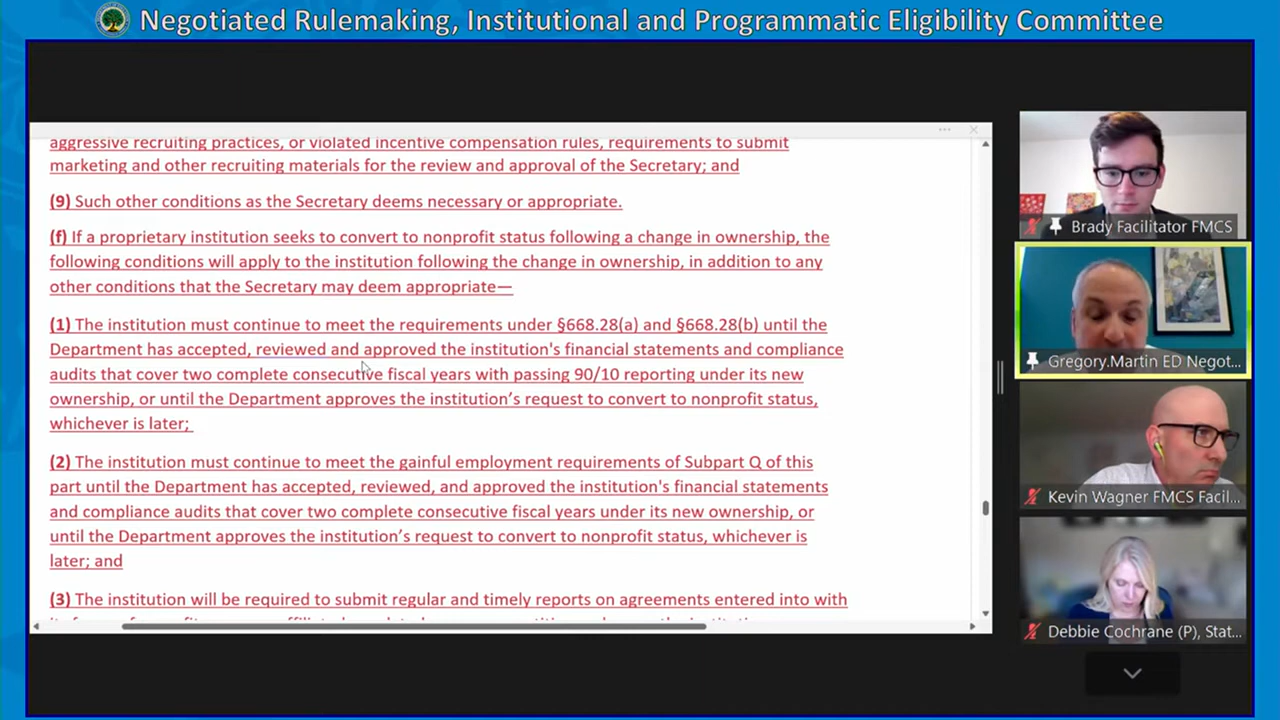 Negotiated Rulemaking, Institutional and Programmatic Eligibility Committee
aggressive recruiting practices, or violated incentive compensation rules, requirements to submit
marketing and other recruiting materials for the review and approval of the Secretary; and
(9) Such other conditions as the Secretary deems necessary or appropriate.
(f) If a proprietary institution seeks to convert to nonprofit status following a change in ownership, the
following conditions will apply to the institution following the change in ownership, in addition to any
other conditions that the Secretary may deem appropriate—
(1) The institution must continue to meet the requirements under §668.28(a) and §668.28(b) until the
Department has accepted, reviewed and approved the institution's financial statements and compliance
audits that cover two complete consecutive fiscal years with passing 90/10 reporting under its new
ownership, or until the Department approves the institution’s request to convert to nonprofit status,
whichever is later;
(2) The institution must continue to meet the gainful employment requirements of Subpart Q of this
part until the Department has accepted, reviewed, and approved the institution's financial statements
and compliance audits that cover two complete consecutive fiscal years under its new ownership, or
until the Department approves the institution’s request to convert to nonprofit status, whichever is
later; and
(3) The institution will be required to submit regular and timely reports on agreements entered into with
Brady Facilitator FMCS
Gregory.Martin ED Negot...
Kevin Wagner FMCS Facil...
Debbie Cochrane (P), Stat...